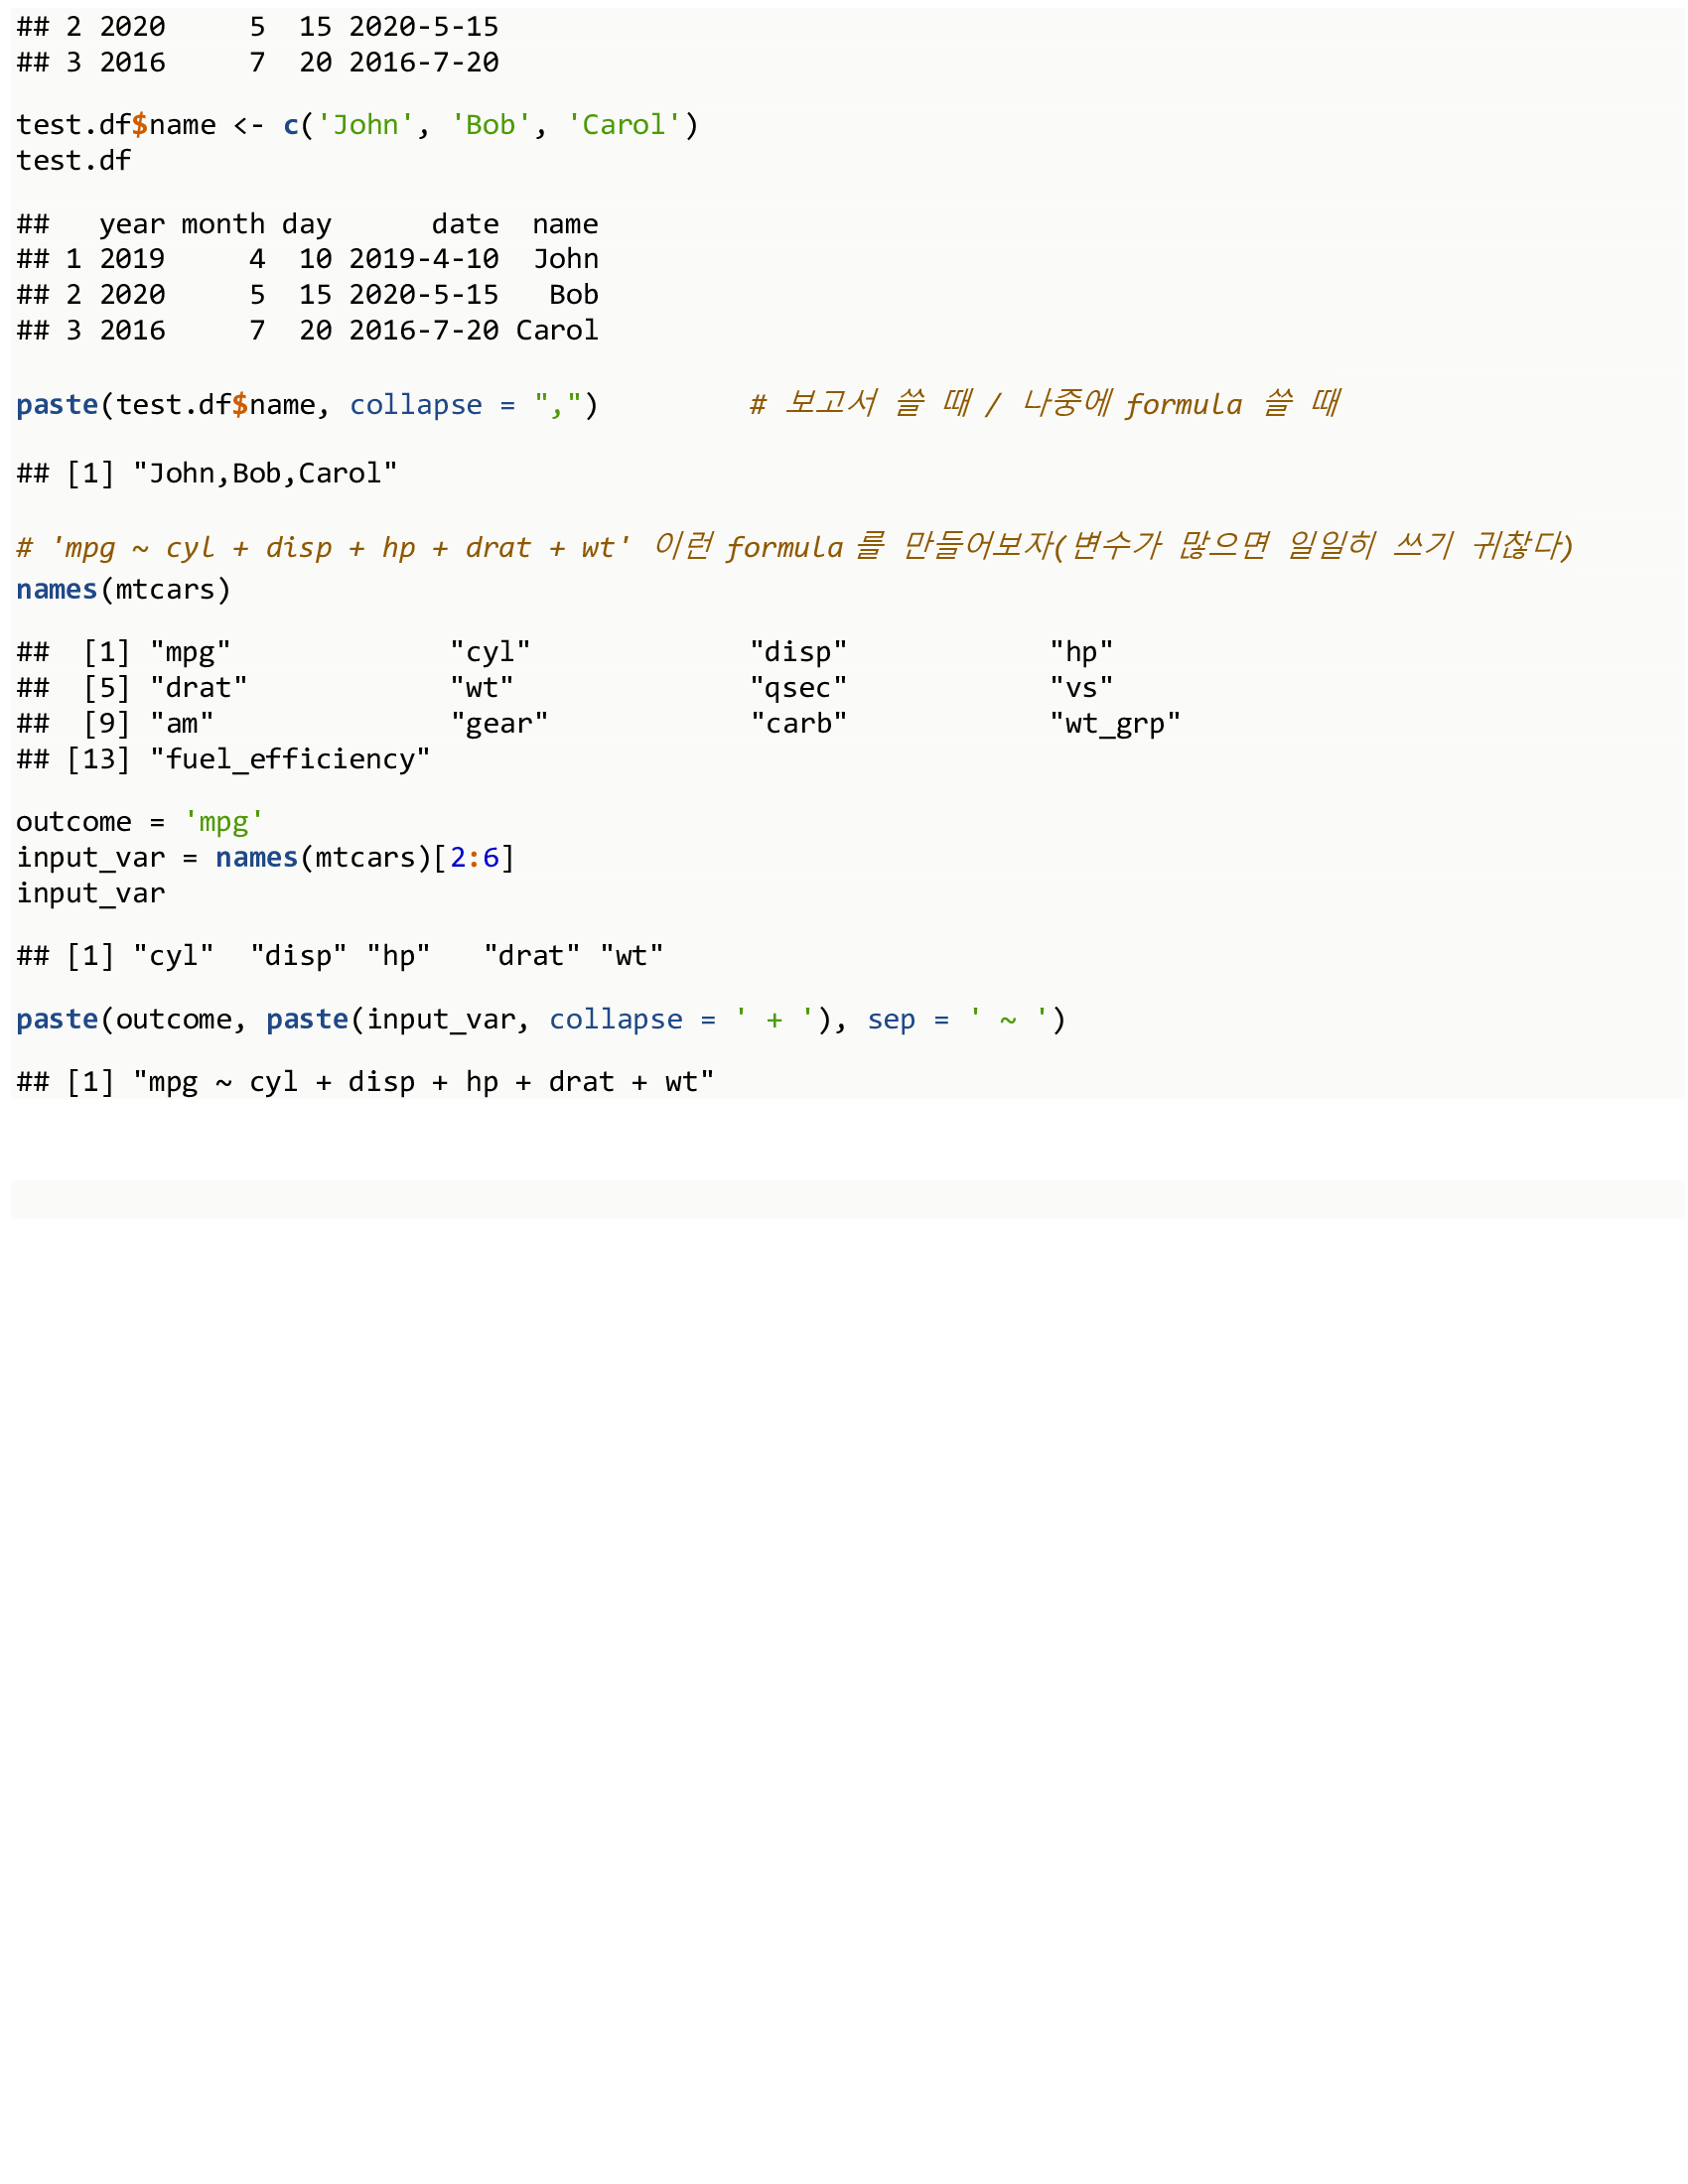 ## 2 2020     5  15 2020-5-15
## 3 2016     7  20 2016-7-20
test.df$name <- c('John', 'Bob', 'Carol')
test.df
##   year month day      date  name
## 1 2019     4  10 2019-4-10  John
## 2 2020     5  15 2020-5-15   Bob
## 3 2016     7  20 2016-7-20 Carol
paste(test.df$name, collapse = ",")         # 보고서 쓸 때 / 나중에 formula 쓸 때
## [1] "John,Bob,Carol"
# 'mpg ~ cyl + disp + hp + drat + wt' 이런 formula를 만들어보자(변수가 많으면 일일히 쓰기 귀찮다)
names(mtcars)
##  [1] "mpg"             "cyl"             "disp"            "hp"
##  [5] "drat"            "wt"              "qsec"            "vs"
##  [9] "am"              "gear"            "carb"            "wt_grp"
## [13] "fuel_efficiency"
outcome = 'mpg'
input_var = names(mtcars)[2:6]
input_var
## [1] "cyl"  "disp" "hp"   "drat" "wt"
paste(outcome, paste(input_var, collapse = ' + '), sep = ' ~ ')
## [1] "mpg ~ cyl + disp + hp + drat + wt"